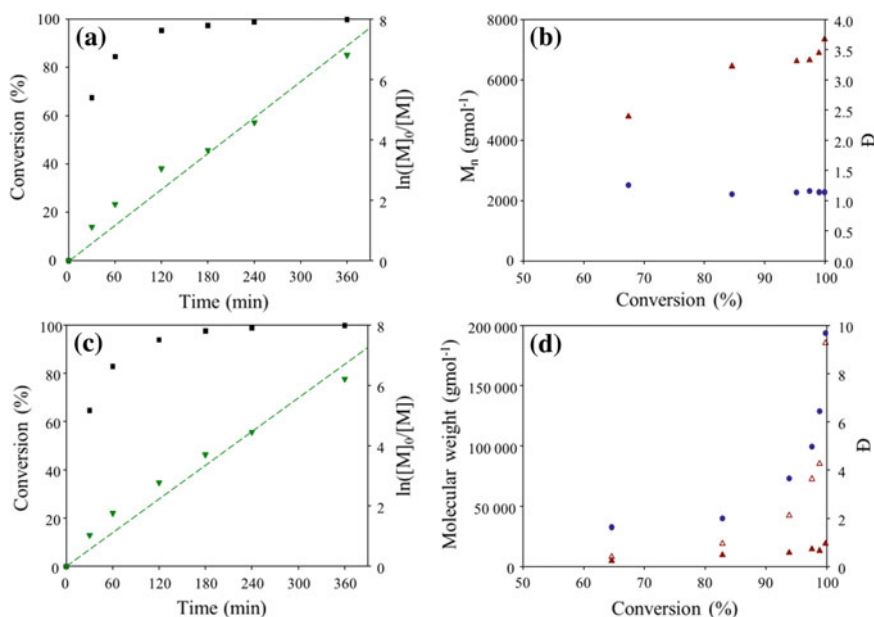 (a)
100
80
60
40
20
0
Conversion (%)
8
6
4
2
0
ln([M]₀/[M])
0 60 120 180 240 300 360
Time (min)
(b)
8000
6000
4000
2000
0
Mₙ (gmol⁻¹)
4.0
3.5
3.0
2.5
2.0
1.5
1.0
0.5
0.0
Đ
50 60 70 80 90 100
Conversion (%)
(c)
100
80
60
40
20
0
Conversion (%)
8
6
4
2
0
ln([M]₀/[M])
0 60 120 180 240 300 360
Time (min)
(d)
200 000
150 000
100 000
50 000
0
Molecular weight (gmol⁻¹)
10
8
6
4
2
0
Đ
50 60 70 80 90 100
Conversion (%)